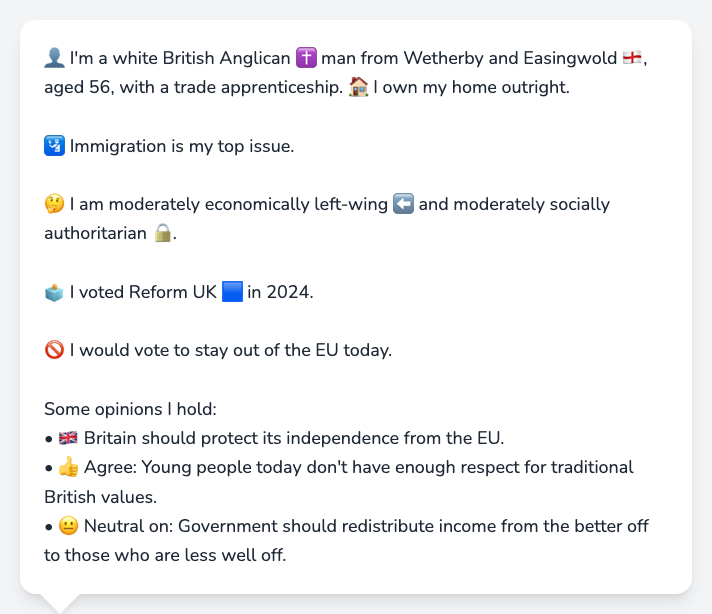 👤 I'm a white British Anglican ✝️ man from Wetherby and Easingwold 🏴󠁧󠁢󠁥󠁮󠁧󠁿,
aged 56, with a trade apprenticeship. 🏠 I own my home outright.
🛂 Immigration is my top issue.
🤔 I am moderately economically left-wing ⬅️ and moderately socially
authoritarian 🔒.
🗳️ I voted Reform UK 🟦 in 2024.
🚫 I would vote to stay out of the EU today.
Some opinions I hold:
• 🇬🇧 Britain should protect its independence from the EU.
• 👍 Agree: Young people today don't have enough respect for traditional
British values.
• 😐 Neutral on: Government should redistribute income from the better off
to those who are less well off.